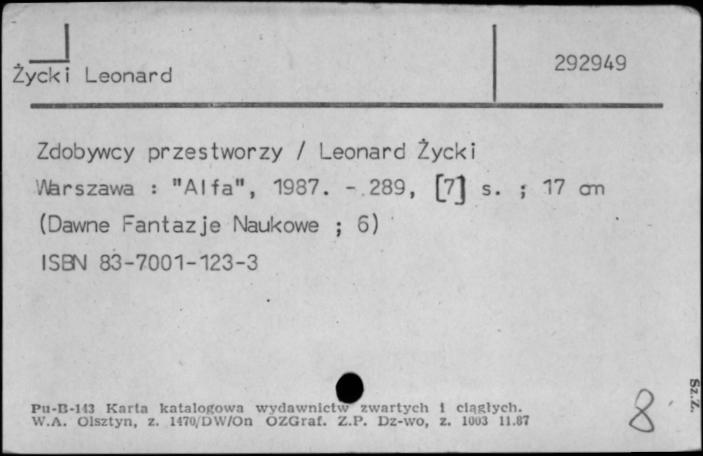 292949
Życki Leonard
Zdobywcy przestworzy / Leonard Życki
Warszawa : "Alfa", 1987. - 289, [7] s. ; 17 cm
(Dawne Fantazje Naukowe ; 6)
ISBN 83-7001-123-3
Pu-B-143 Karta katalogowa wydawnictw zwartych i ciągłych.
W.A. Olsztyn, z. 1470/DW/On OZGraf. Z.P. Dz-wo, z. 1003 11.87
8
Sz.Z.